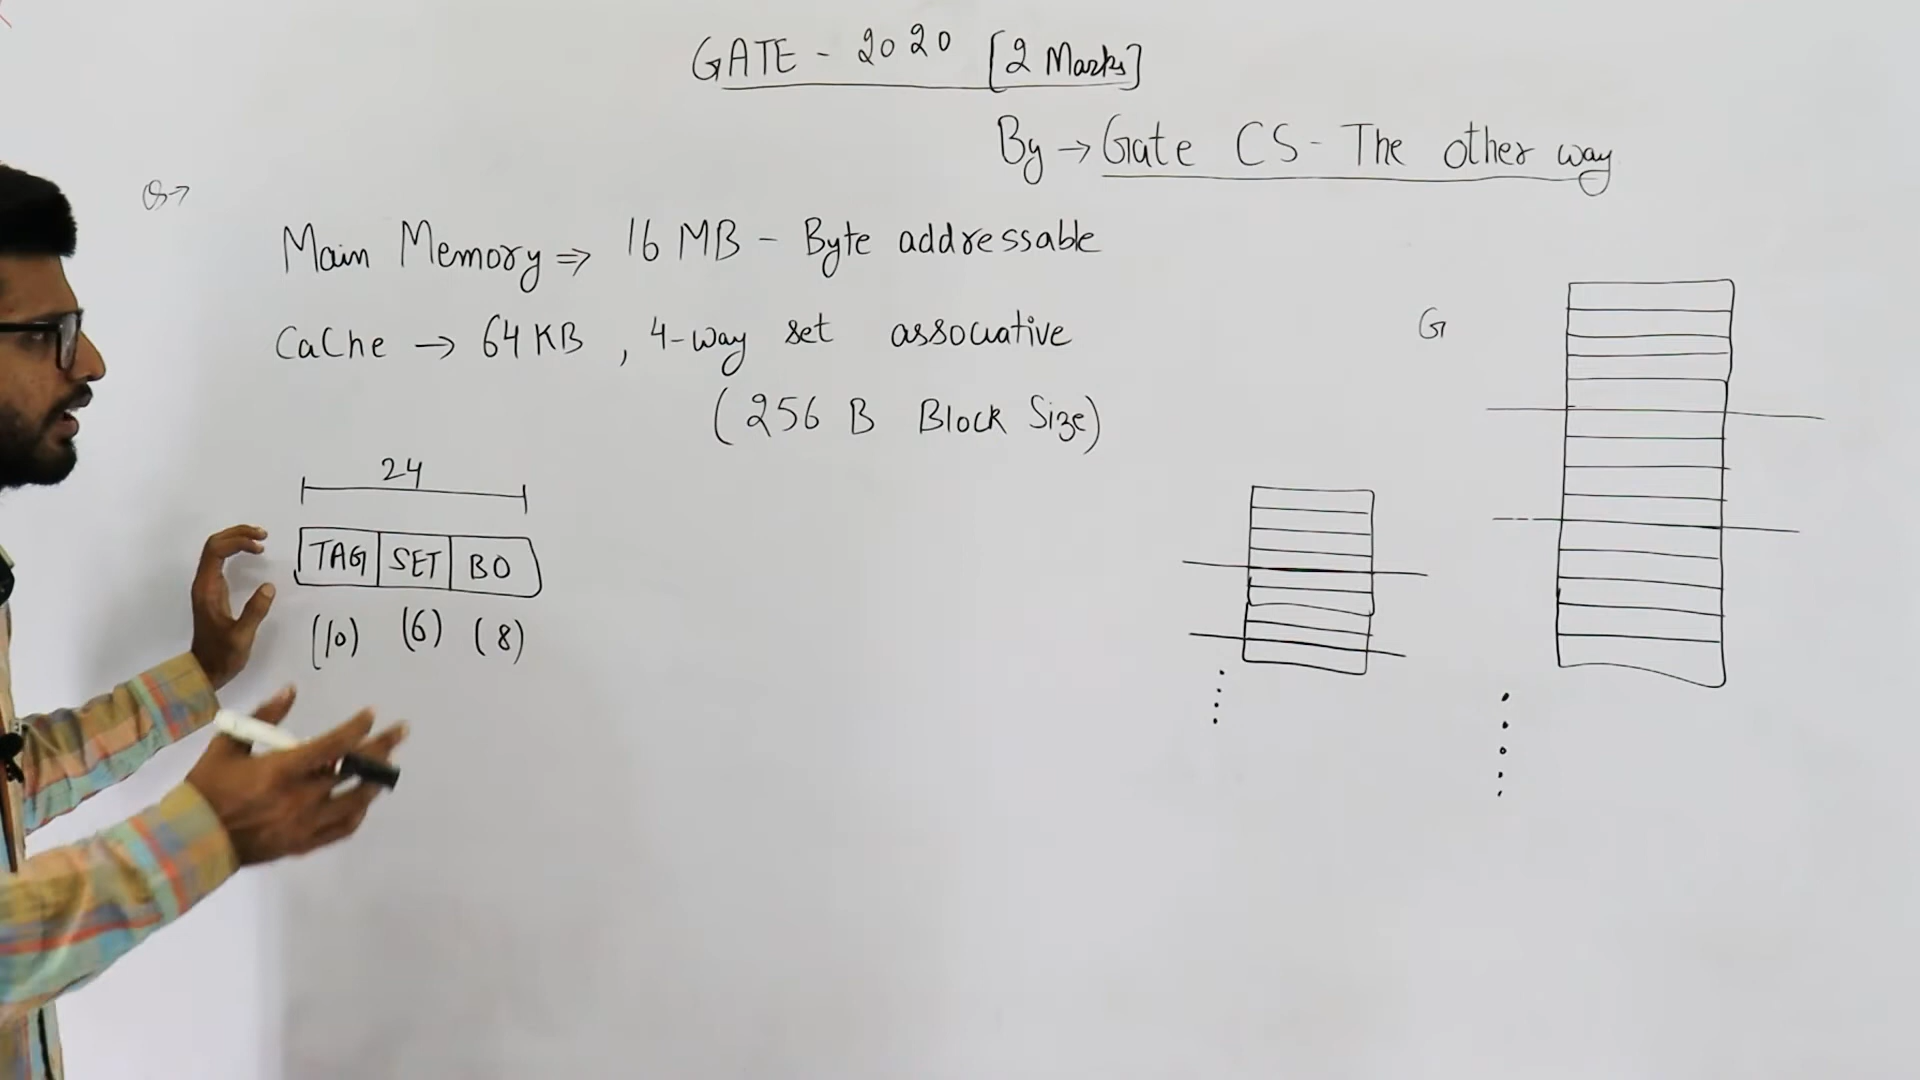 GATE - 2020 [2 Marks]
By → Gate CS - The other way
Q→
Main Memory ⇒ 16 MB - Byte addressable
CaChe → 64 KB, 4-way set associative
(256 B Block Size)
G
24
TAG SET BO
(10) (6) (8)